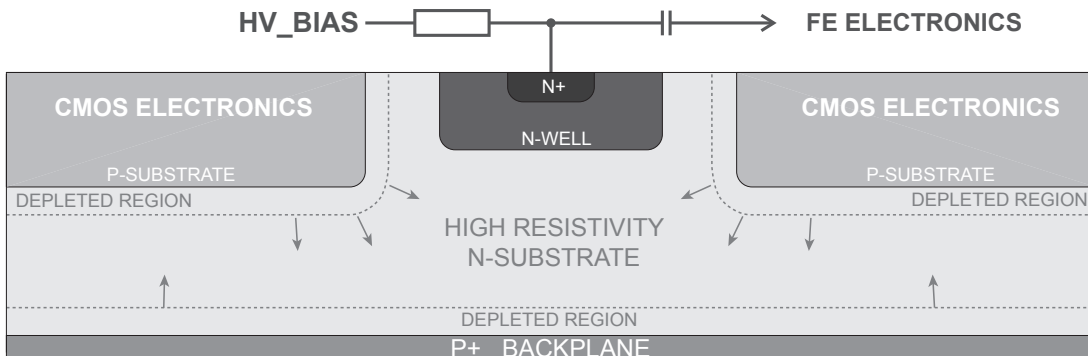 HV_BIAS
FE ELECTRONICS
N+
CMOS ELECTRONICS
CMOS ELECTRONICS
N-WELL
P-SUBSTRATE
P-SUBSTRATE
DEPLETED REGION
DEPLETED REGION
HIGH RESISTIVITY
N-SUBSTRATE
DEPLETED REGION
P+ BACKPLANE